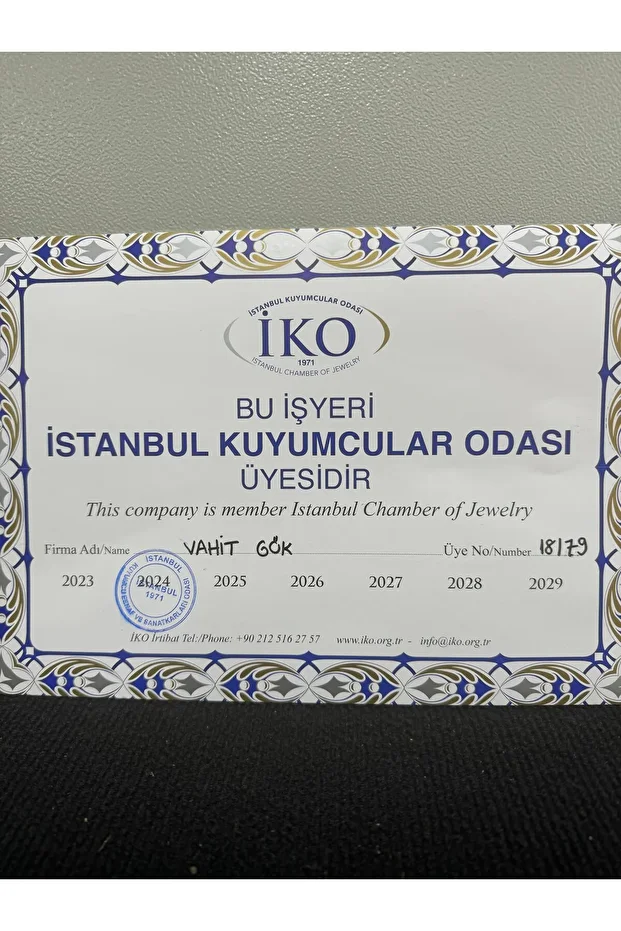 İSTANBUL KUYUMCULAR ODASI
İKO
1971
ISTANBUL CHAMBER OF JEWELRY
BU İŞYERİ
İSTANBUL KUYUMCULAR ODASI
ÜYESİDİR
This company is member Istanbul Chamber of Jewelry
Firma Adı/Name VAHİT GÖK Üye No/Number 18179
2023 2024 2025 2026 2027 2028 2029
İSTANBUL
İSTANBUL
1971
İKO İrtibat Tel:/Phone: +90 212 516 27 57 www.iko.org.tr - info@iko.org.tr